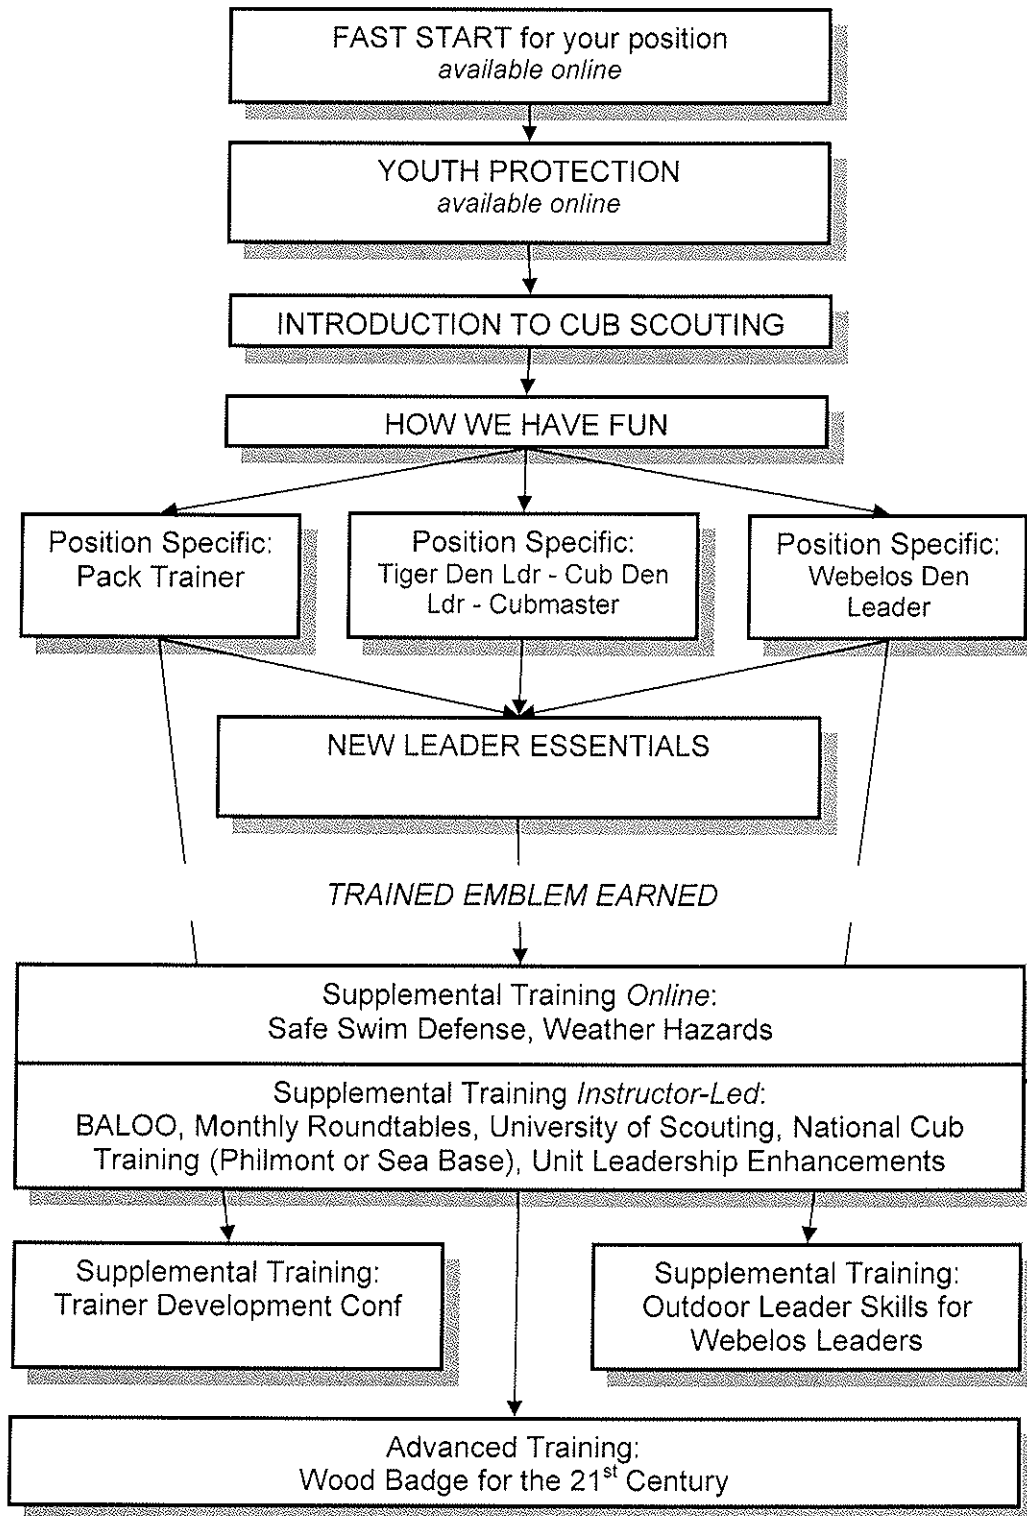 FAST START for your position
available online
YOUTH PROTECTION
available online
INTRODUCTION TO CUB SCOUTING
HOW WE HAVE FUN
Position Specific:
Pack Trainer
Position Specific:
Tiger Den Ldr - Cub Den
Ldr - Cubmaster
Position Specific:
Webelos Den
Leader
NEW LEADER ESSENTIALS
TRAINED EMBLEM EARNED
Supplemental Training Online:
Safe Swim Defense, Weather Hazards
Supplemental Training Instructor-Led:
BALOO, Monthly Roundtables, University of Scouting, National Cub
Training (Philmont or Sea Base), Unit Leadership Enhancements
Supplemental Training:
Trainer Development Conf
Supplemental Training:
Outdoor Leader Skills for
Webelos Leaders
Advanced Training:
Wood Badge for the 21st Century